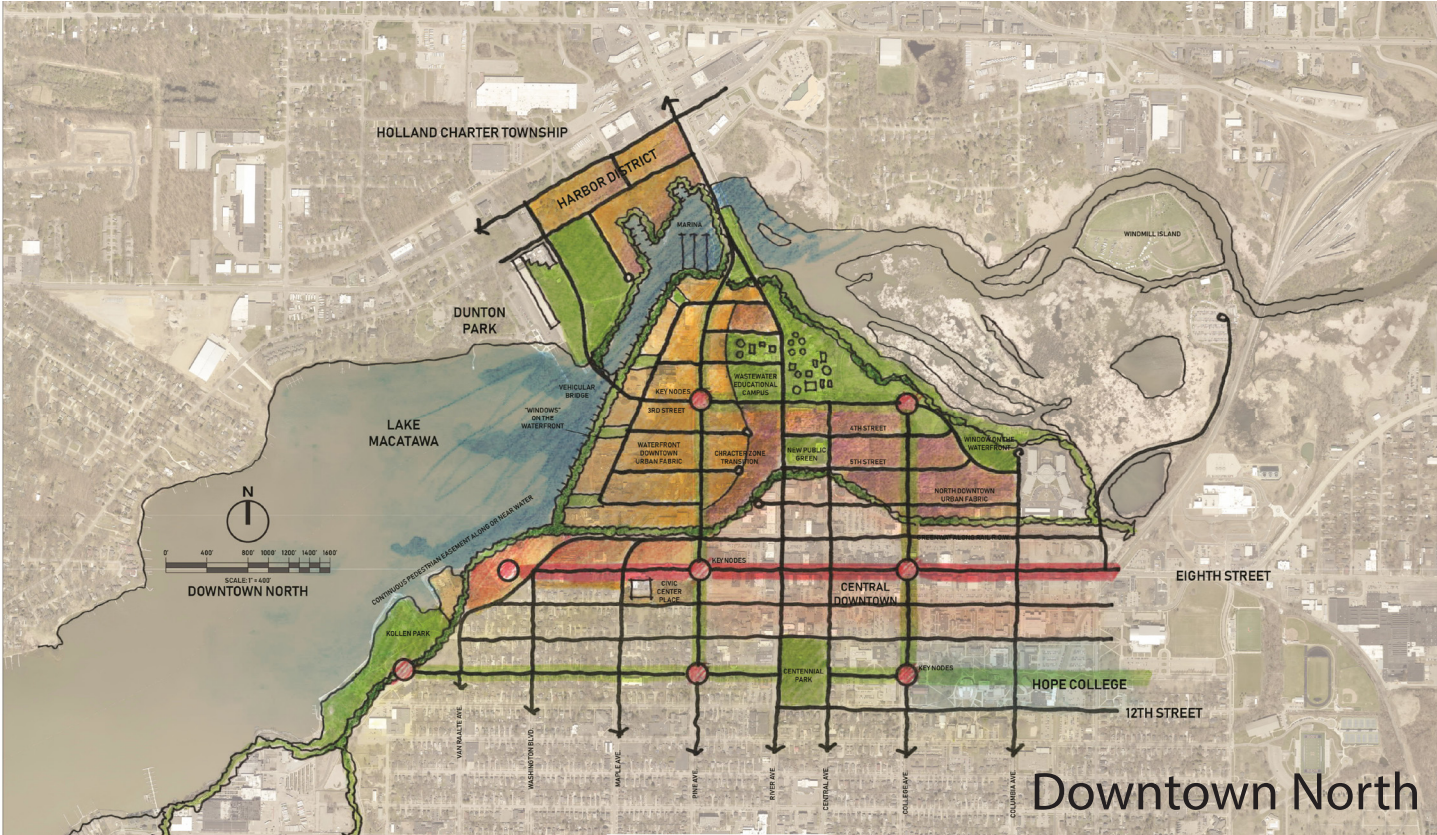 HOLLAND CHARTER TOWNSHIP
HARBOR DISTRICT
MARINA
WINDMILL ISLAND
DUNTON
PARK
VEHICULAR
BRIDGE
"WINDOWS"
ON THE
WATERFRONT
LAKE
MACATAWA
WASTEWATER
EDUCATIONAL
CAMPUS
KEY NODES
3RD STREET
4TH STREET
5TH STREET
WATERFRONT
DOWNTOWN
URBAN FABRIC
CHRACTER ZONE
TRANSITION
NEW PUBLIC
GREEN
WINDOW ON THE
WATERFRONT
NORTH DOWNTOWN
URBAN FABRIC
N
0'
400'
800'
1000'
1200'
1400'
1600'
SCALE: 1" = 400'
DOWNTOWN NORTH
CONTINUOUS PEDESTRIAN EASEMENT ALONG OR NEAR WATER
KEY NODES
CIVIC
CENTER
PLACE
CENTRAL
DOWNTOWN
EIGHTH STREET
KOLLEN PARK
CENTENNIAL
PARK
KEY NODES
HOPE COLLEGE
12TH STREET
VAN RAALTE AVE.
WASHINGTON BLVD.
MAPLE AVE.
PINE AVE.
RIVER AVE.
CENTRAL AVE.
COLLEGE AVE.
COLUMBIA AVE.
Downtown North